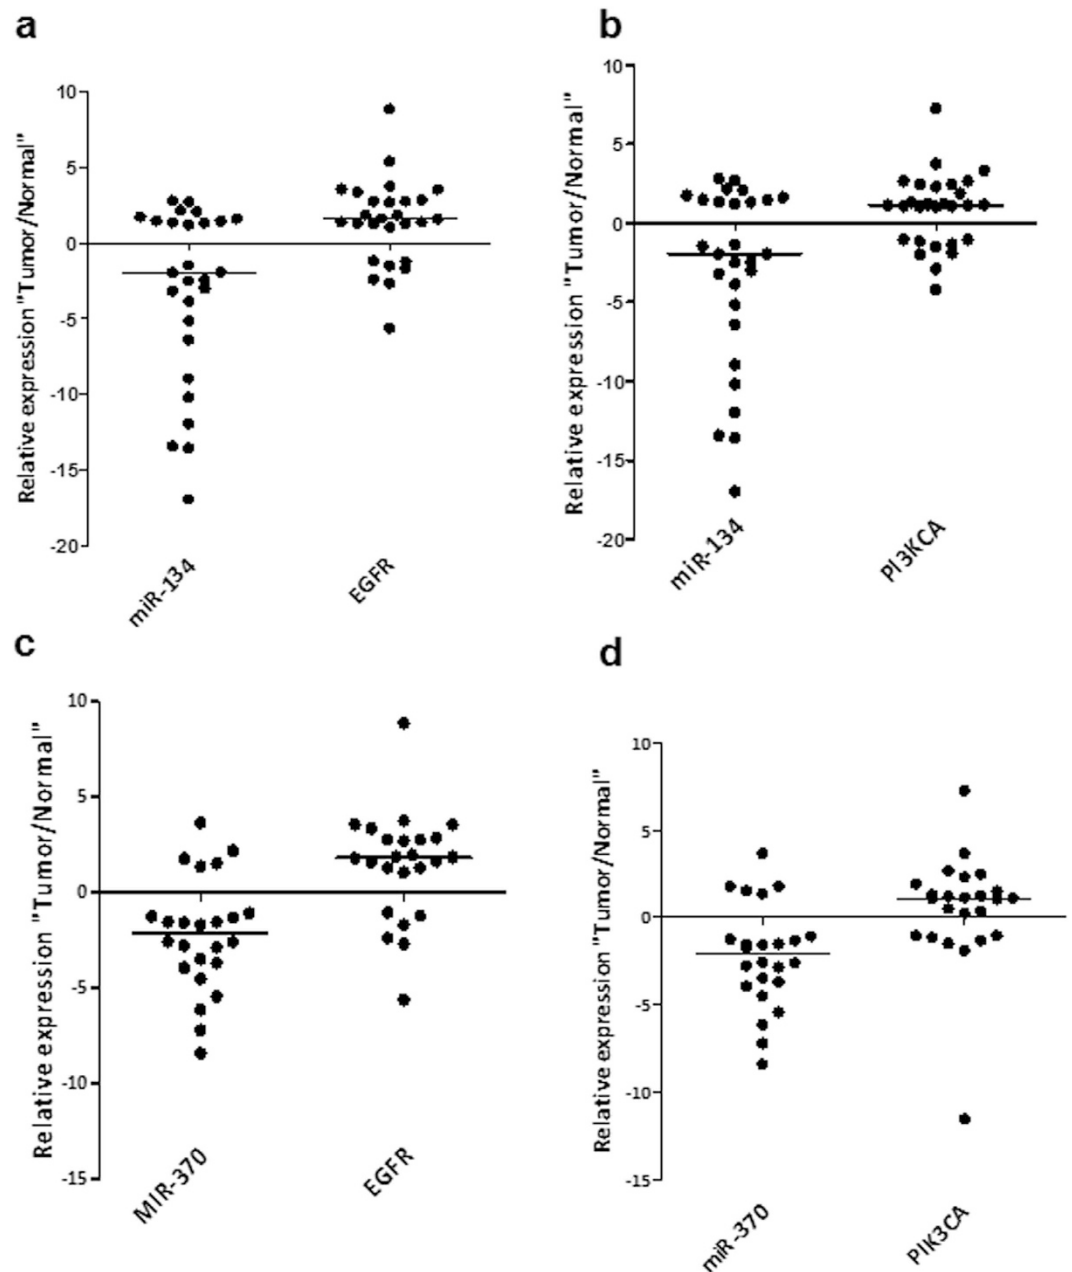 a
Relative expression "Tumor/Normal"
10
5
0
-5
-10
-15
-20
miR-134
EGFR
b
Relative expression "Tumor/Normal"
10
5
0
-5
-10
-15
-20
miR-134
PI3KCA
c
Relative expression "Tumor/Normal"
10
5
0
-5
-10
-15
MIR-370
EGFR
d
Relative expression "Tumor/Normal"
10
5
0
-5
-10
-15
miR-370
PIK3CA